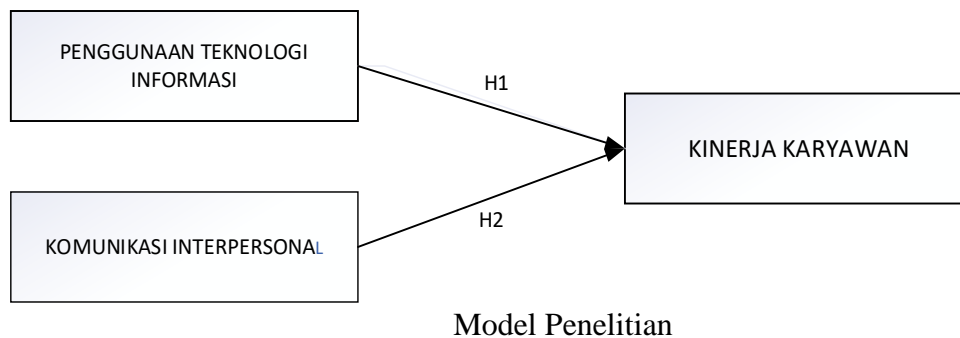 PENGGUNAAN TEKNOLOGI
INFORMASI
H1
KINERJA KARYAWAN
H2
KOMUNIKASI INTERPERSONAL
Model Penelitian